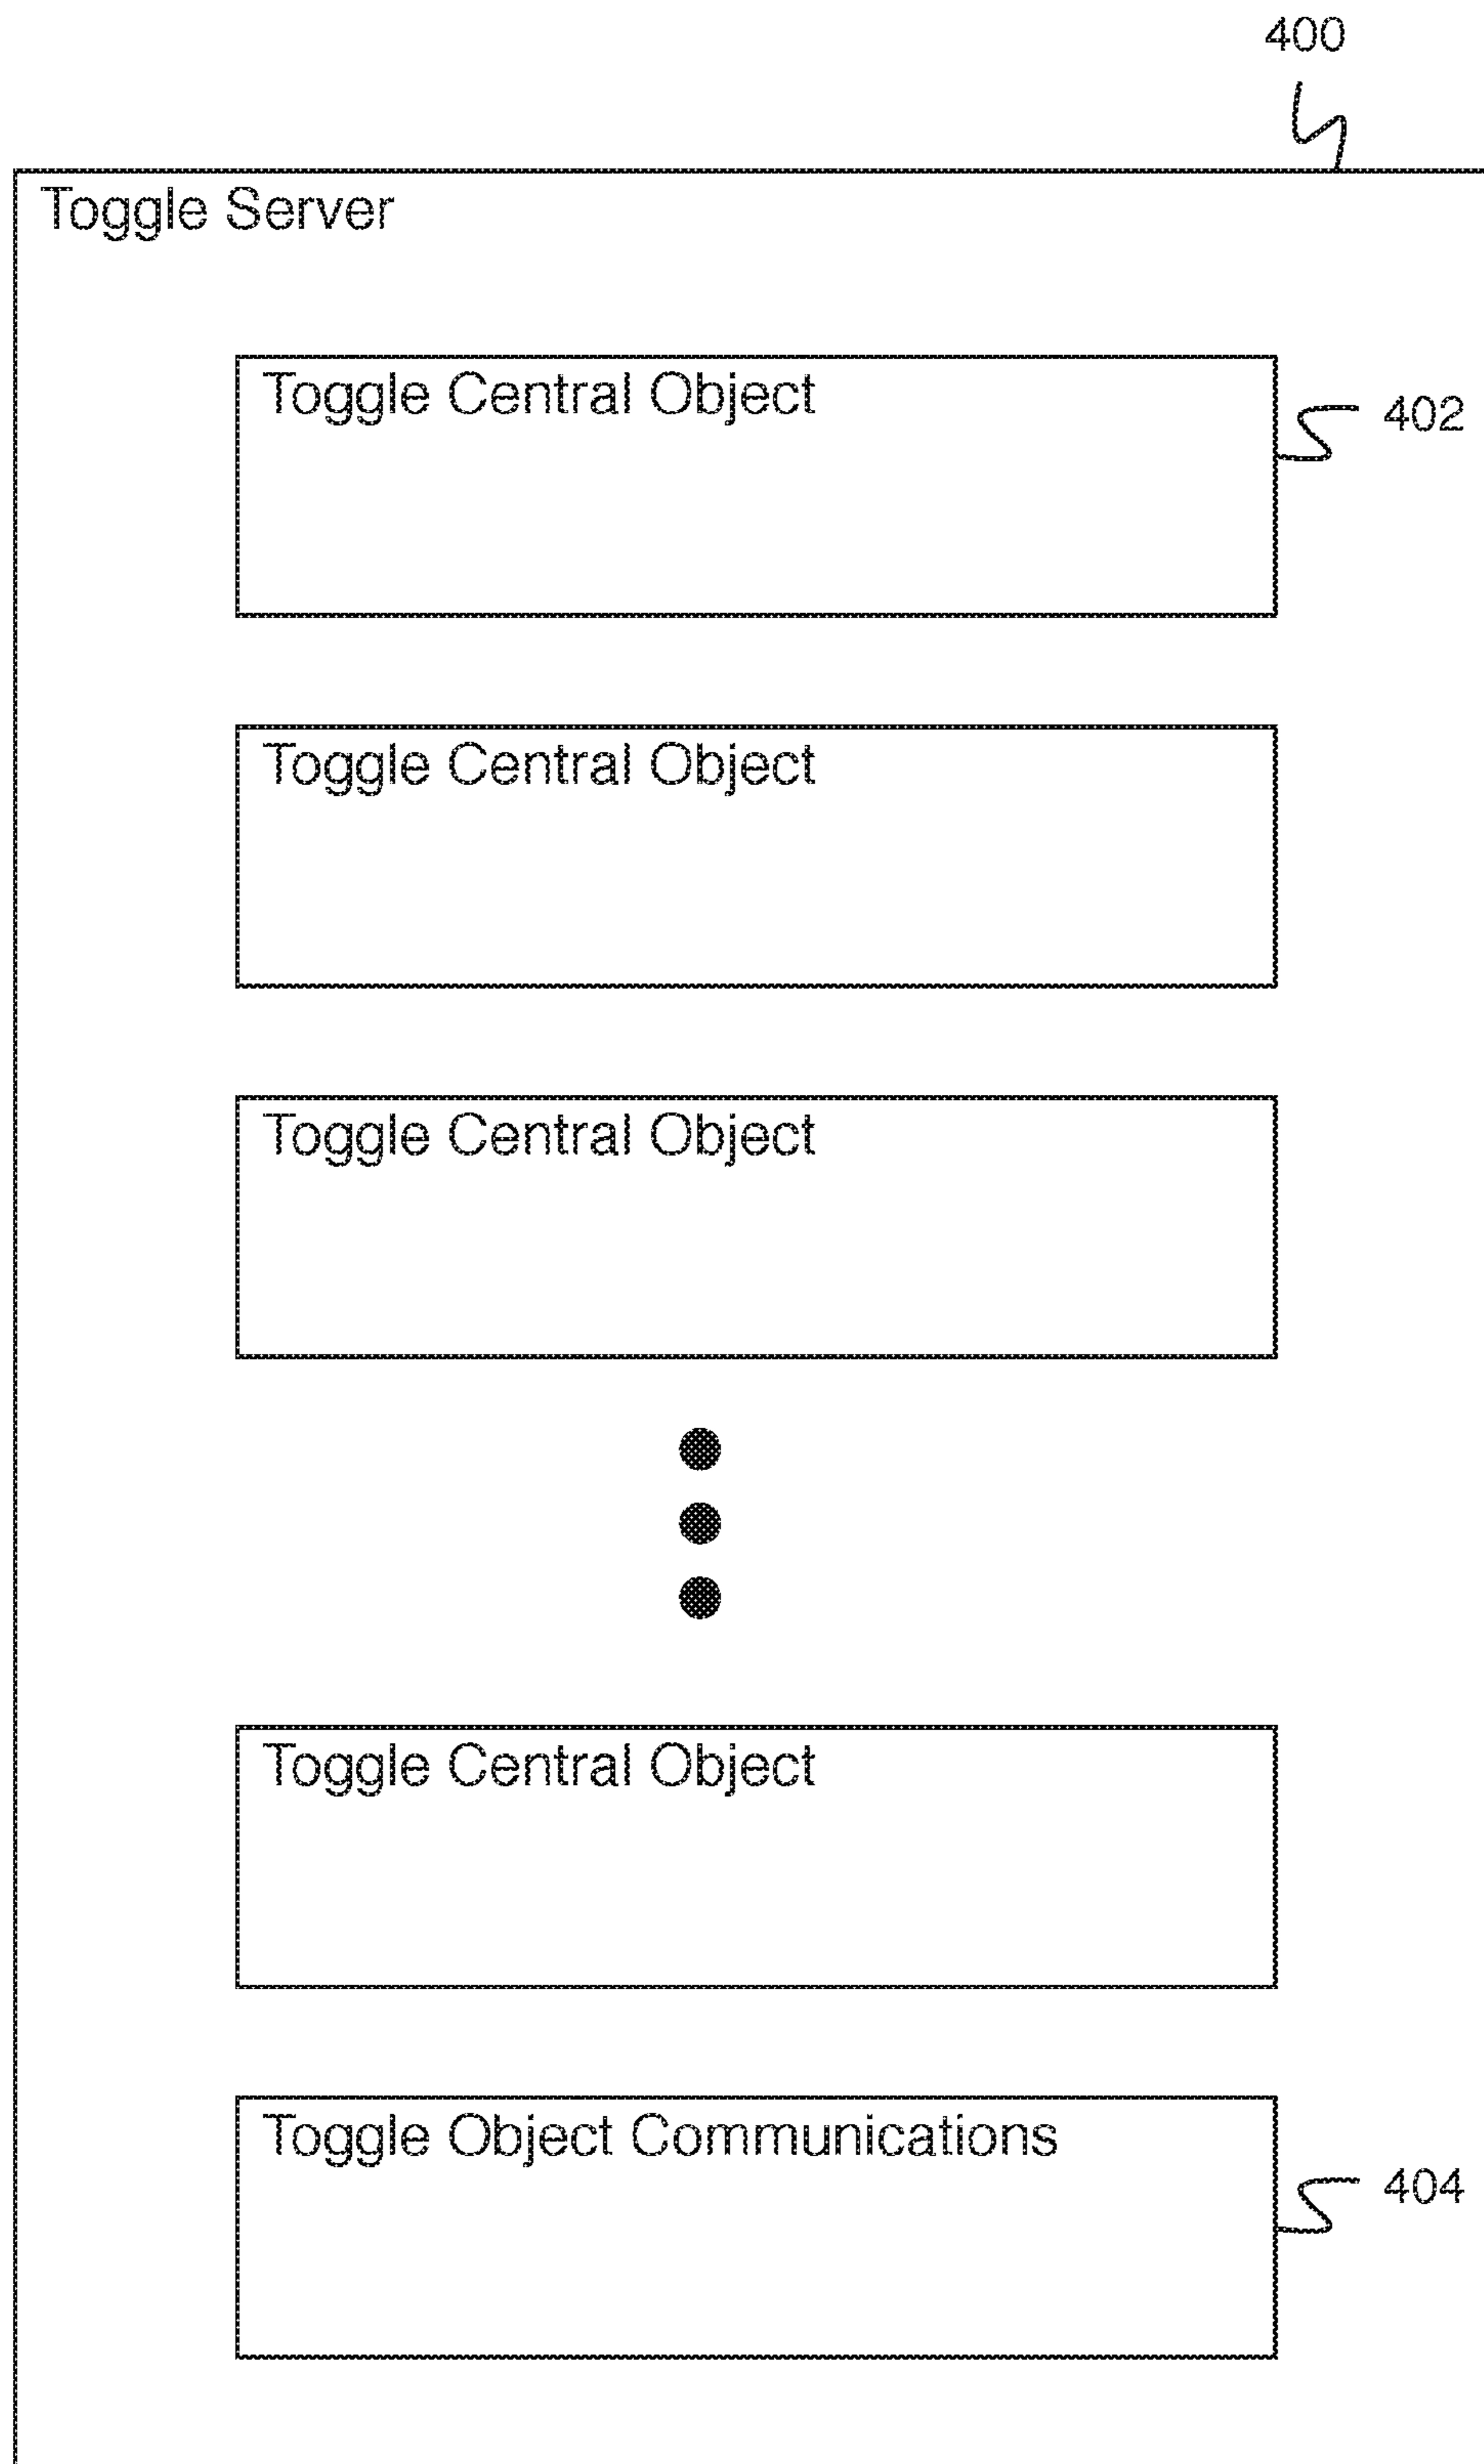 400
Toggle Server
Toggle Central Object
402
Toggle Central Object
Toggle Central Object
Toggle Central Object
Toggle Object Communications
404